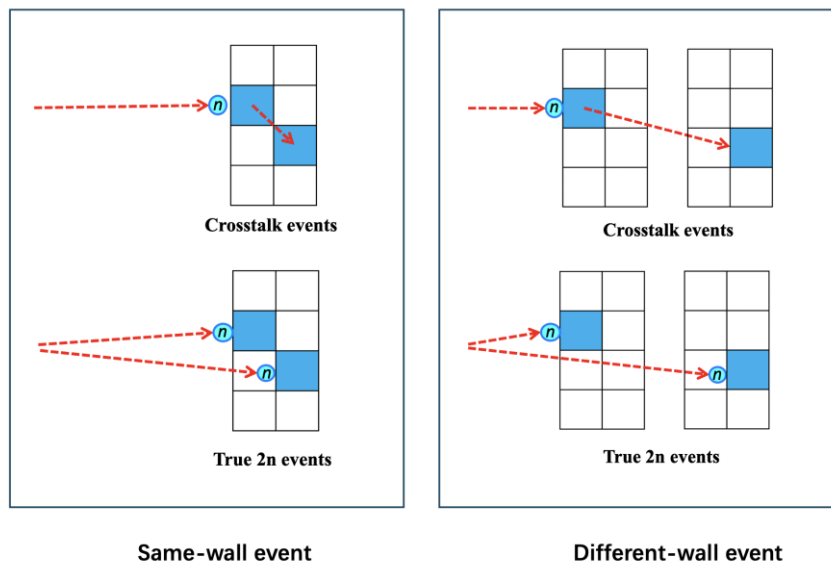 n
Crosstalk events
n
n
True 2n events
n
Crosstalk events
n
n
True 2n events
Same-wall event
Different-wall event